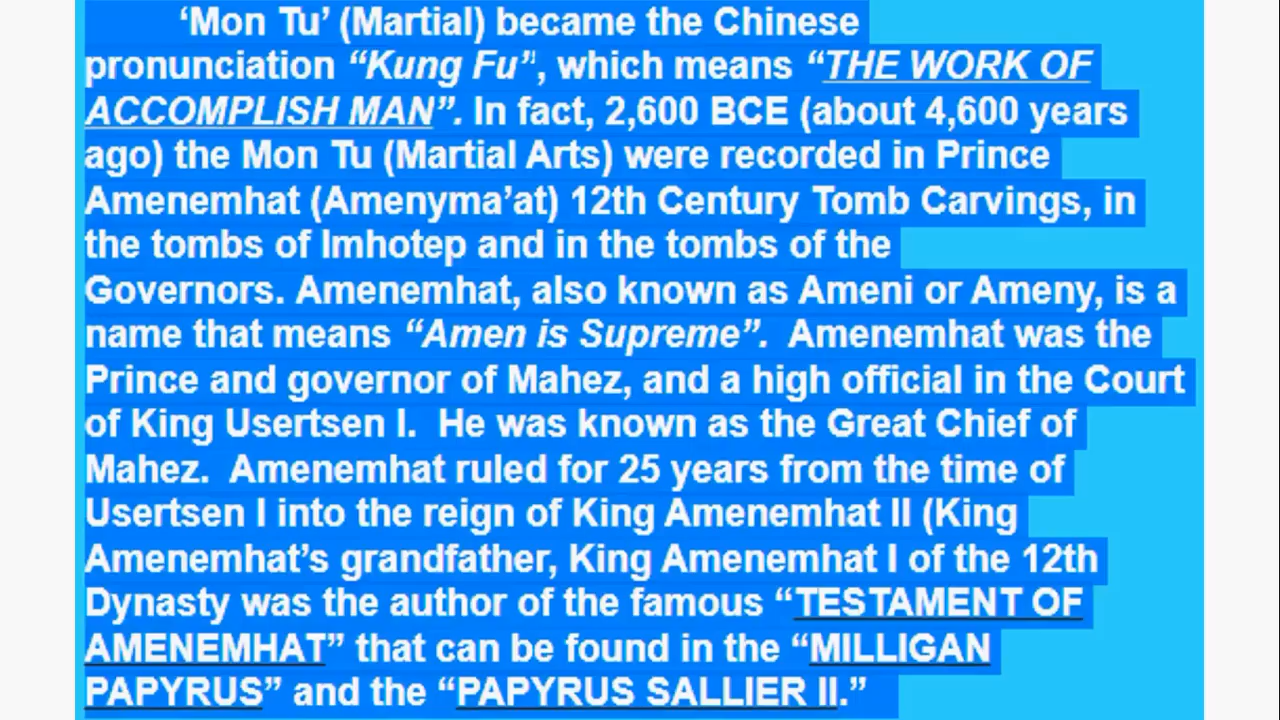 ‘Mon Tu’ (Martial) became the Chinese
pronunciation “Kung Fu”, which means “THE WORK OF
ACCOMPLISH MAN”. In fact, 2,600 BCE (about 4,600 years
ago) the Mon Tu (Martial Arts) were recorded in Prince
Amenemhat (Amenyma’at) 12th Century Tomb Carvings, in
the tombs of Imhotep and in the tombs of the
Governors. Amenemhat, also known as Ameni or Ameny, is a
name that means “Amen is Supreme”.  Amenemhat was the
Prince and governor of Mahez, and a high official in the Court
of King Usertsen I.  He was known as the Great Chief of
Mahez.  Amenemhat ruled for 25 years from the time of
Usertsen I into the reign of King Amenemhat II (King
Amenemhat’s grandfather, King Amenemhat I of the 12th
Dynasty was the author of the famous “TESTAMENT OF
AMENEMHAT” that can be found in the “MILLIGAN
PAPYRUS” and the “PAPYRUS SALLIER II.”